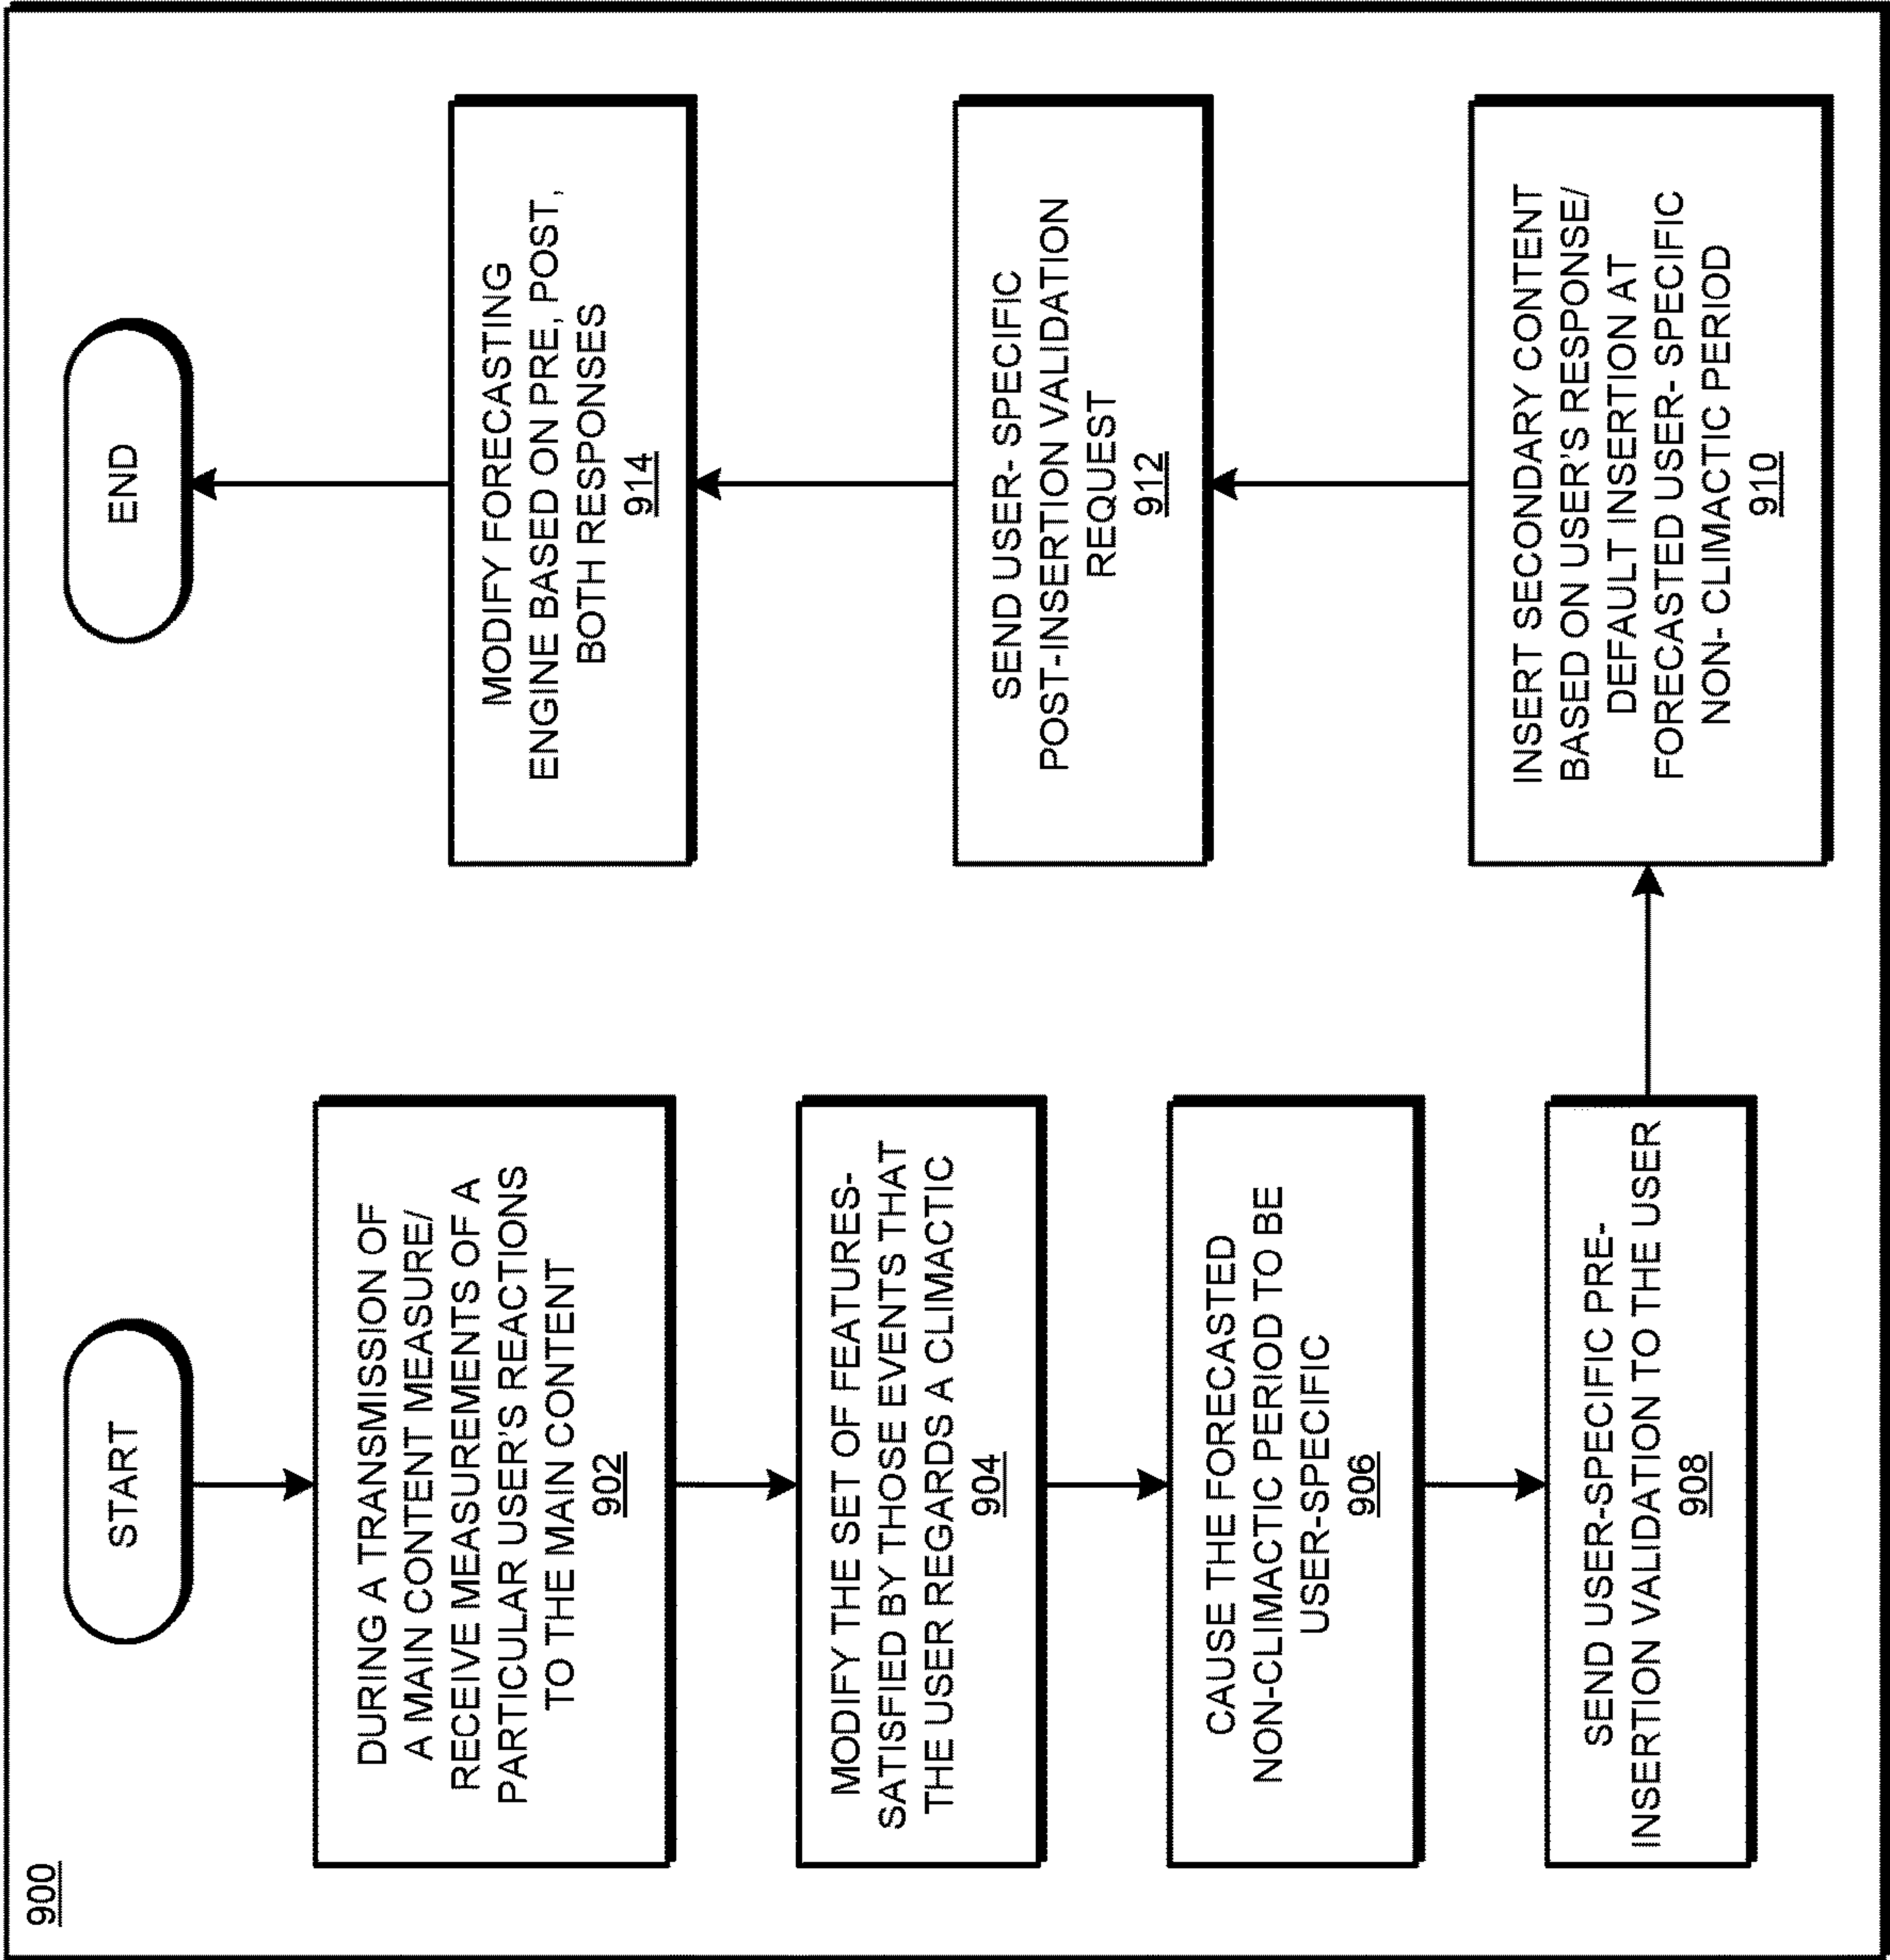 900
START
DURING A TRANSMISSION OF
A MAIN CONTENT MEASURE/
RECEIVE MEASUREMENTS OF A
PARTICULAR USER'S REACTIONS
TO THE MAIN CONTENT
902
MODIFY THE SET OF FEATURES-
SATISFIED BY THOSE EVENTS THAT
THE USER REGARDS A CLIMACTIC
904
CAUSE THE FORECASTED
NON-CLIMACTIC PERIOD TO BE
USER-SPECIFIC
906
SEND USER-SPECIFIC PRE-
INSERTION VALIDATION TO THE USER
908
INSERT SECONDARY CONTENT
BASED ON USER'S RESPONSE/
DEFAULT INSERTION AT
FORECASTED USER- SPECIFIC
NON- CLIMACTIC PERIOD
910
SEND USER- SPECIFIC
POST-INSERTION VALIDATION
REQUEST
912
MODIFY FORECASTING
ENGINE BASED ON PRE, POST,
BOTH RESPONSES
914
END